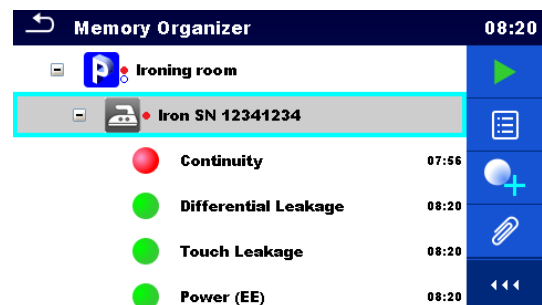 Memory Organizer 08:20
Ironing room
Iron SN 12341234
Continuity 07:56
Differential Leakage 08:20
Touch Leakage 08:20
Power (EE) 08:20